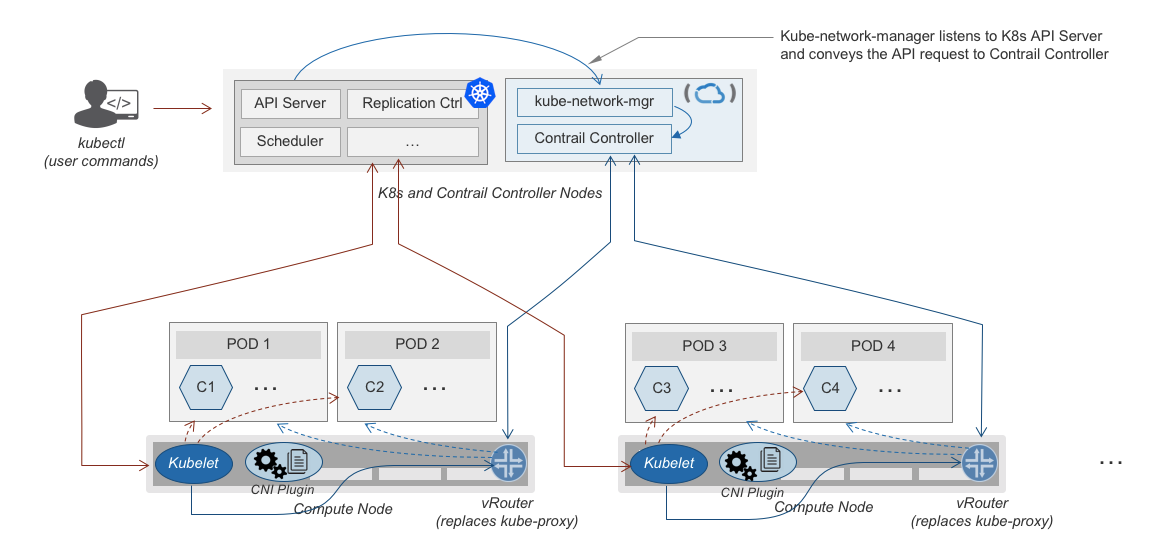 Kube-network-manager listens to K8s API Server
and conveys the API request to Contrail Controller
API Server
Replication Ctrl
Scheduler
...
kube-network-mgr
Contrail Controller
</>
kubectl
(user commands)
K8s and Contrail Controller Nodes
POD 1
C1
...
POD 2
C2
...
POD 3
C3
...
POD 4
C4
...
Kubelet
CNI Plugin
Compute Node
vRouter
(replaces kube-proxy)
Kubelet
CNI Plugin
Compute Node
vRouter
(replaces kube-proxy)
...